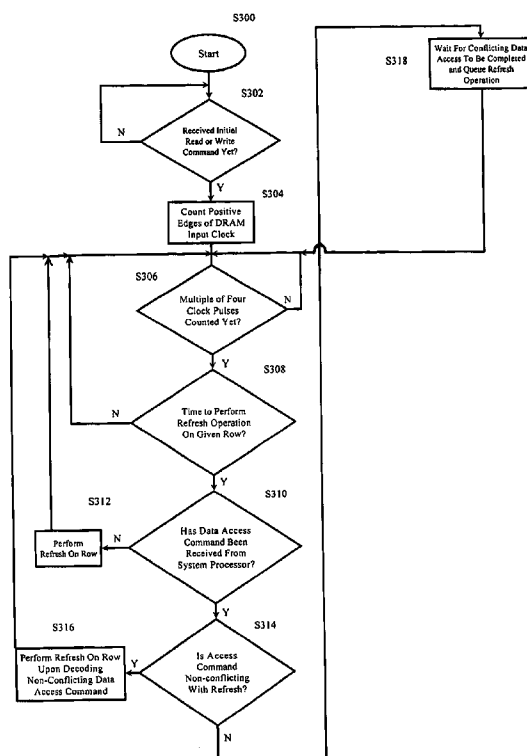 S300
Start
S302
Received Initial
Read or Write
Command Yet?
N
Y
S304
Count Positive
Edges of DRAM
Input Clock
S318
Wait For Conflicting Data
Access To Be Completed
and Queue Refresh
Operation
S306
Multiple of Four
Clock Pulses
Counted Yet?
N
Y
S308
Time to Perform
Refresh Operation
On Given Row?
N
Y
S310
Has Data Access
Command Been
Received From
System Processor?
N
S312
Perform
Refresh On Row
Y
S314
Is Access
Command
Non-conflicting
With Refresh?
Y
S316
Perform Refresh On Row
Upon Decoding
Non-Conflicting Data
Access Command
N